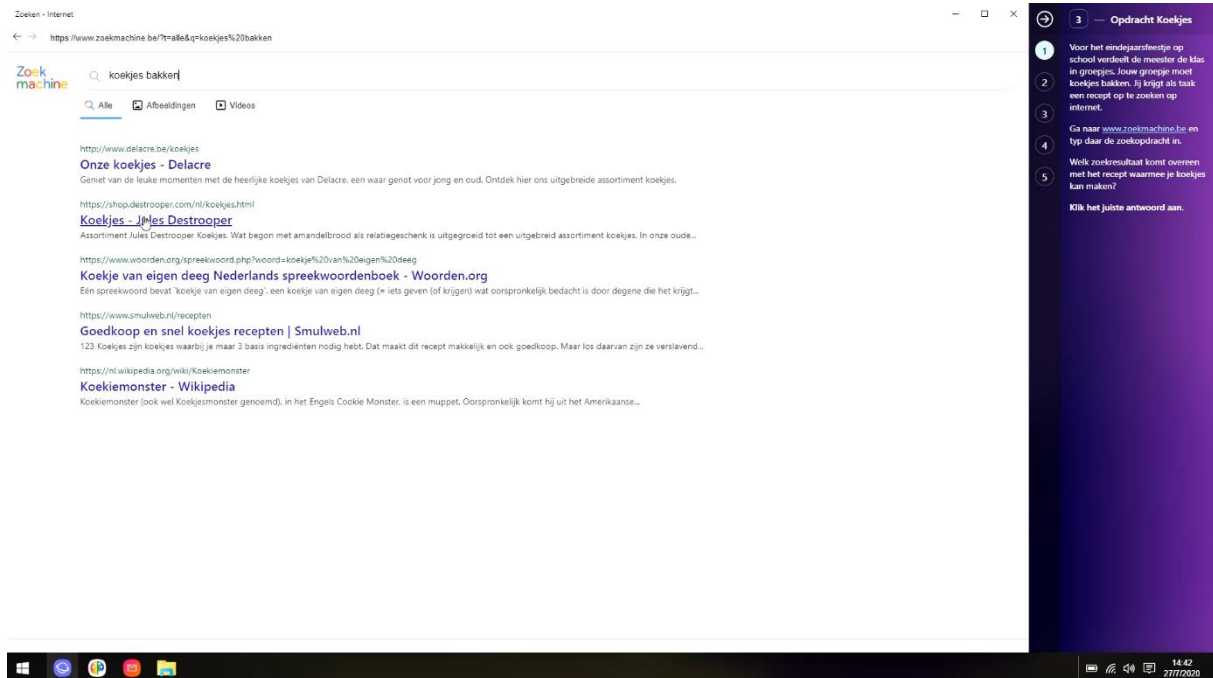 Zoeken - Internet
https://www.zoekmachine.be/?t=alle&q=koekjes%20bakken
Zoek
machine
koekjes bakken
Alle
Afbeeldingen
Videos
http://www.delacre.be/koekjes
Onze koekjes - Delacre
Geniet van de leuke momenten met de heerlijke koekjes van Delacre, een waar genot voor jong en oud. Ontdek hier ons uitgebreide assortiment koekjes.
https://shop.destrooper.com/nl/koekjes.html
Koekjes - Jules Destrooper
Assortiment Jules Destrooper Koekjes. Wat begon met amandelbrood als relatiegeschenk is uitgegroeid tot een uitgebreid assortiment koekjes. In onze oude...
https://www.woorden.org/spreekwoord.php?woord=koekje%20van%20eigen%20deeg
Koekje van eigen deeg Nederlands spreekwoordenboek - Woorden.org
Eén spreekwoord bevat `koekje van eigen deeg`. een koekje van eigen deeg (= iets geven (of krijgen) wat oorspronkelijk bedacht is door degene die het krijgt...
https://www.smulweb.nl/recepten
Goedkoop en snel koekjes recepten | Smulweb.nl
123 Koekjes zijn koekjes waarbij je maar 3 basis ingrediënten nodig hebt. Dat maakt dit recept makkelijk en ook goedkoop. Maar los daarvan zijn ze verslavend...
https://nl.wikipedia.org/wiki/Koekiemonster
Koekiemonster - Wikipedia
Koekiemonster (ook wel Koekjesmonster genoemd), in het Engels Cookie Monster, is een muppet. Oorspronkelijk komt hij uit het Amerikaanse...
3 — Opdracht Koekjes
1
2
3
4
5
Voor het eindejaarsfeestje op
school verdeelt de meester de klas
in groepjes. Jouw groepje moet
koekjes bakken. Jij krijgt als taak
een recept op te zoeken op
internet.
Ga naar www.zoekmachine.be en
typ daar de zoekopdracht in.
Welk zoekresultaat komt overeen
met het recept waarmee je koekjes
kan maken?
Klik het juiste antwoord aan.
14:42
27/7/2020